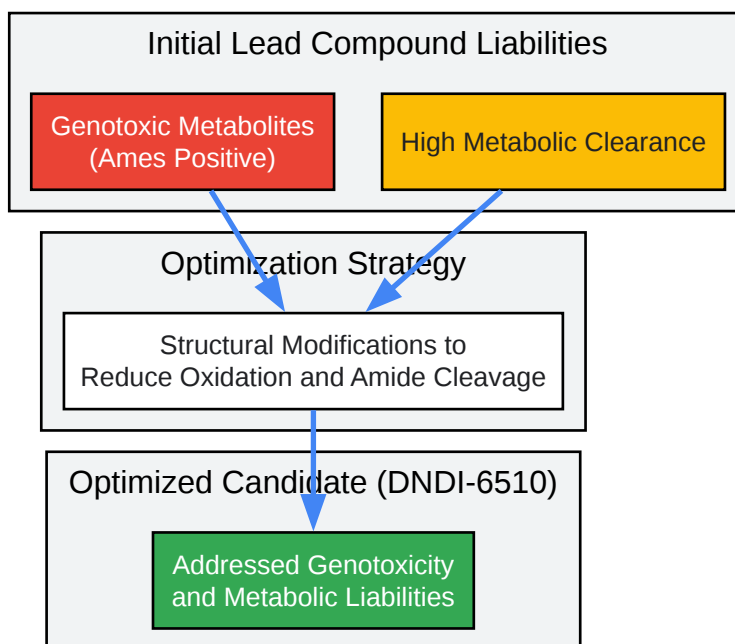 Initial Lead Compound Liabilities
Genotoxic Metabolites
(Ames Positive)
High Metabolic Clearance
Optimization Strategy
Structural Modifications to
Reduce Oxidation and Amide Cleavage
Optimized Candidate (DNDI-6510)
Addressed Genotoxicity
and Metabolic Liabilities